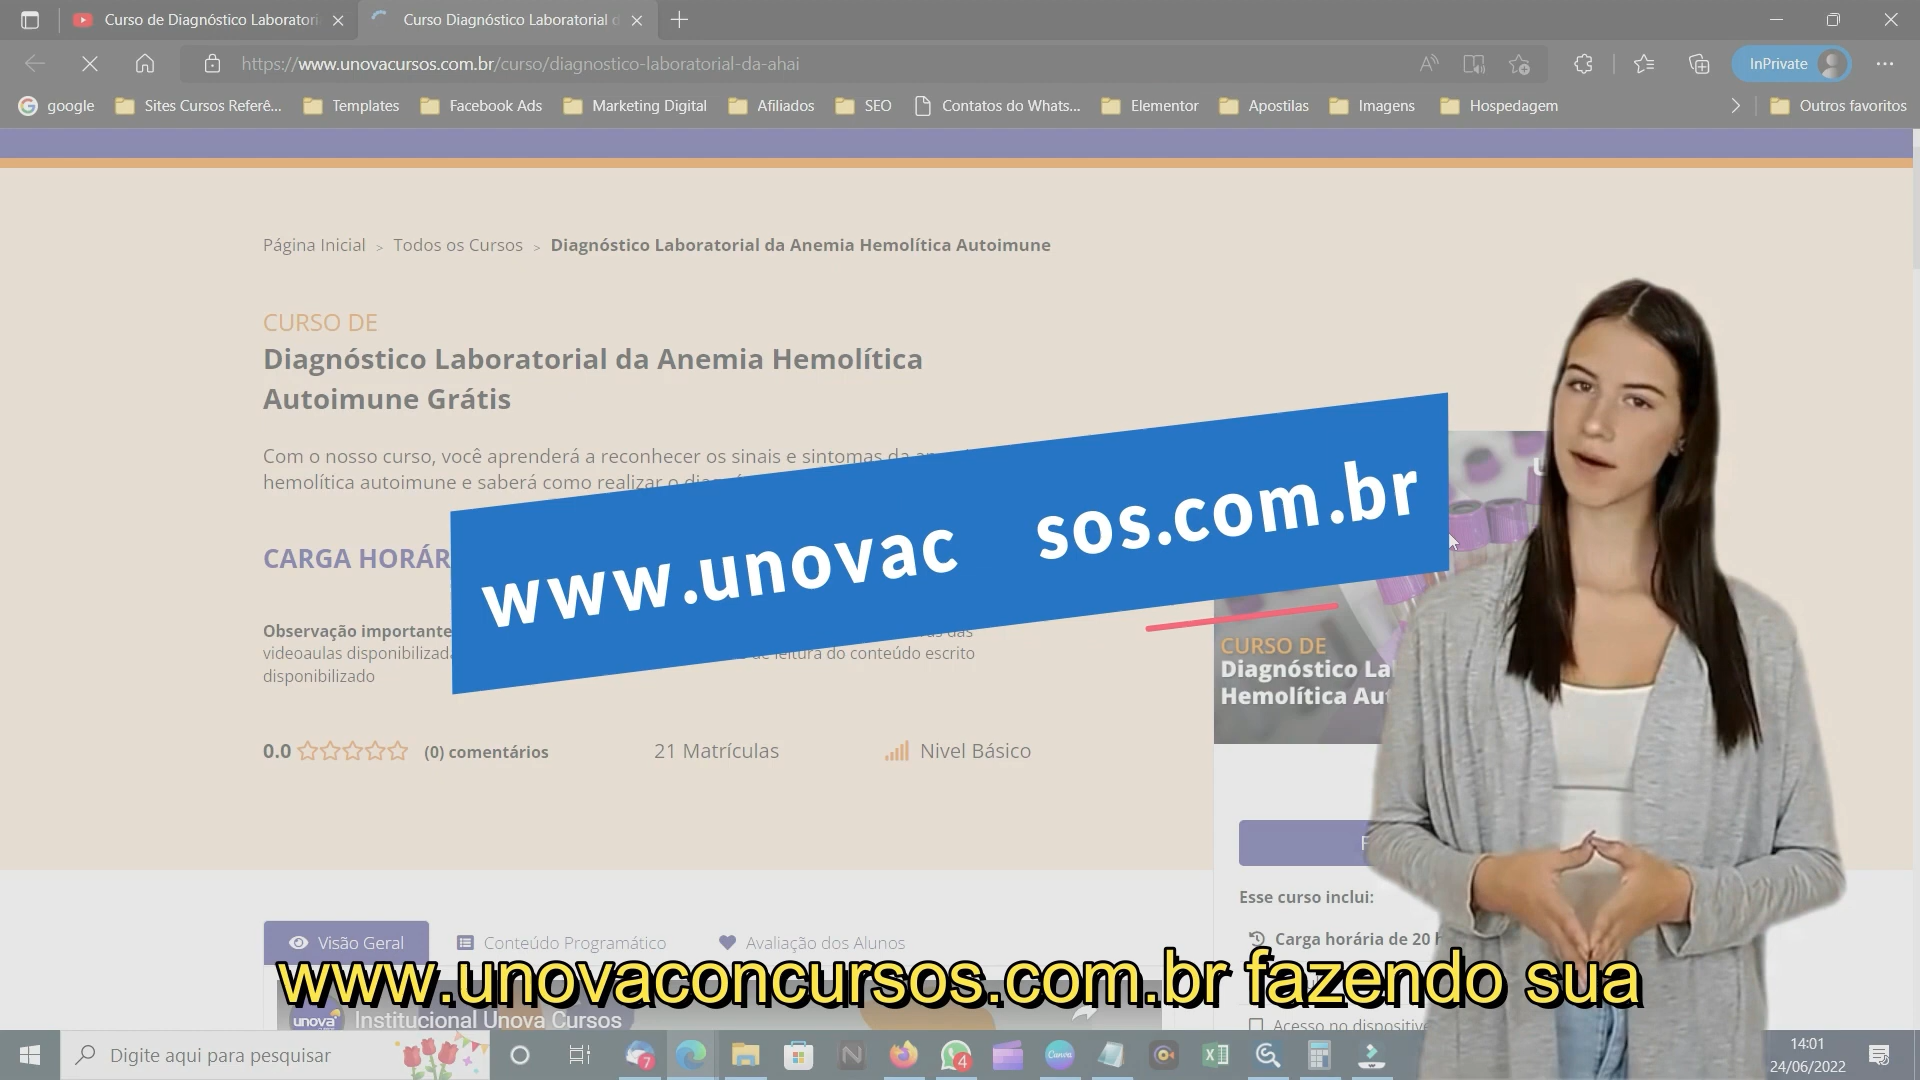 Curso de Diagnóstico Laboratori
Curso Diagnóstico Laboratorial d
https://www.unovacursos.com.br/curso/diagnostico-laboratorial-da-ahai
InPrivate
google
Sites Cursos Referê...
Templates
Facebook Ads
Marketing Digital
Afiliados
SEO
Contatos do Whats...
Elementor
Apostilas
Imagens
Hospedagem
Outros favoritos
Página Inicial > Todos os Cursos > Diagnóstico Laboratorial da Anemia Hemolítica Autoimune
CURSO DE
Diagnóstico Laboratorial da Anemia Hemolítica
Autoimune Grátis
Com o nosso curso, você aprenderá a reconhecer os sinais e sintomas da
hemolítica autoimune e saberá como realizar o
www.unovac sos.com.br
CARGA HORÁR
Observação importante
videoaulas disponibilizad
leitura do conteúdo escrito
disponibilizado
CURSO DE
Diagnóstico La
Hemolítica Au
0.0 (0) comentários
21 Matrículas
Nivel Básico
Esse curso inclui:
Carga horária de 20 h
Visão Geral
Conteúdo Programático
Avaliação dos Alunos
www.unovaconcursos.com.br fazendo sua
unova
Institucional Unova Cursos
Acesso no dispositiv
Digite aqui para pesquisar
7
4
Canva
14:01
24/06/2022